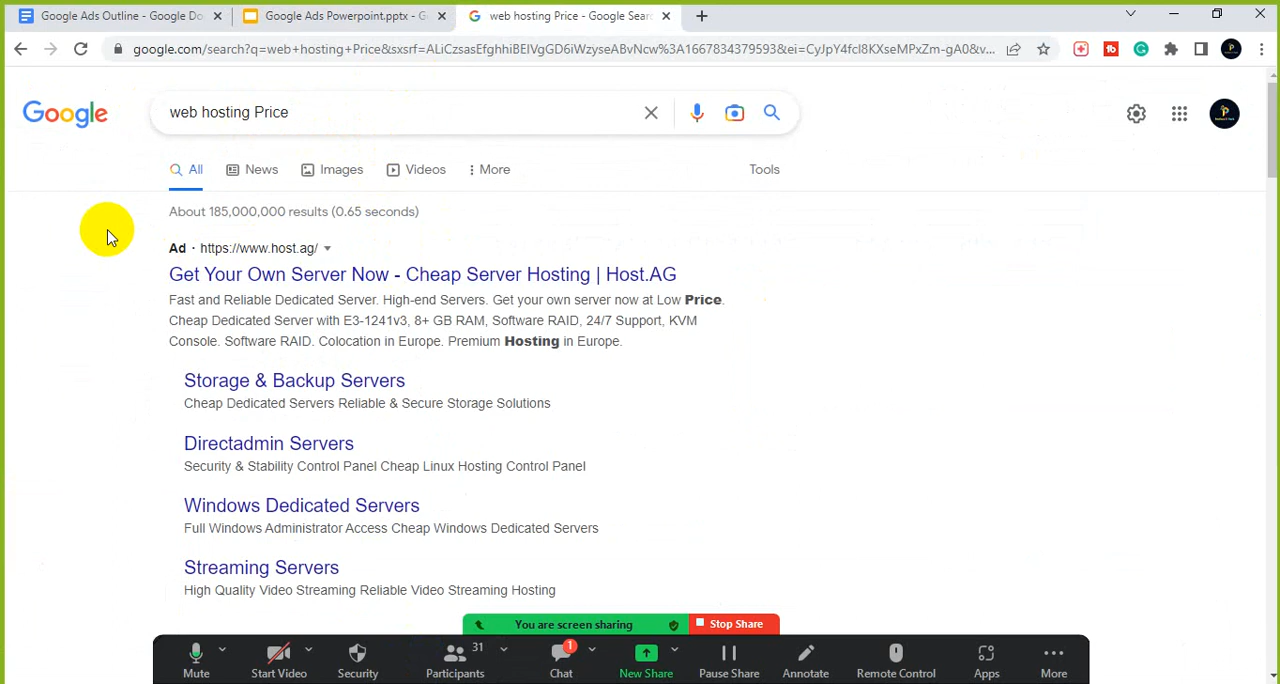 Google Ads Outline - Google Do
Google Ads Powerpoint.pptx - G
web hosting Price - Google Searc
google.com/search?q=web+hosting+Price&sxsrf=ALiCzsasEfghhiBEIVgGD6iWzyseABvNcw%3A1667834379593&ei=CyJpY4fcI8KXseMPxZm-gA0&v...
Google
web hosting Price
All
News
Images
Videos
More
Tools
About 185,000,000 results (0.65 seconds)
Ad · https://www.host.ag/
Get Your Own Server Now - Cheap Server Hosting | Host.AG
Fast and Reliable Dedicated Server. High-end Servers. Get your own server now at Low Price.
Cheap Dedicated Server with E3-1241v3, 8+ GB RAM, Software RAID, 24/7 Support, KVM
Console. Software RAID. Colocation in Europe. Premium Hosting in Europe.
Storage & Backup Servers
Cheap Dedicated Servers Reliable & Secure Storage Solutions
Directadmin Servers
Security & Stability Control Panel Cheap Linux Hosting Control Panel
Windows Dedicated Servers
Full Windows Administrator Access Cheap Windows Dedicated Servers
Streaming Servers
High Quality Video Streaming Reliable Video Streaming Hosting
You are screen sharing
Stop Share
31
1
Mute
Start Video
Security
Participants
Chat
New Share
Pause Share
Annotate
Remote Control
Apps
More